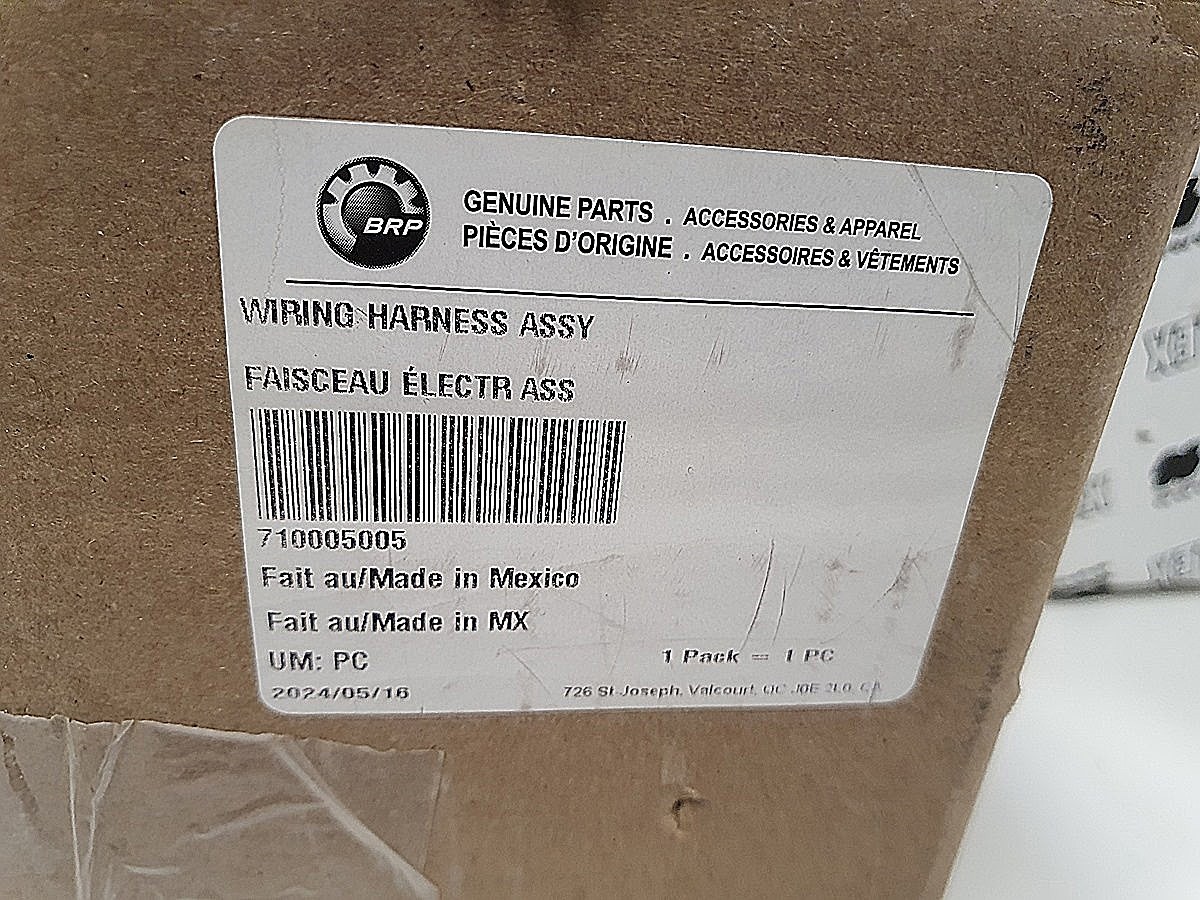 BRP
GENUINE PARTS . ACCESSORIES & APPAREL
PIÈCES D'ORIGINE . ACCESSOIRES & VÊTEMENTS
WIRING HARNESS ASSY
FAISCEAU ÉLECTR ASS
710005005
Fait au/Made in Mexico
Fait au/Made in MX
UM: PC
1 Pack = 1 PC
2024/05/16
726 St-Joseph, Valcourt, QC J0E 2L0, CA